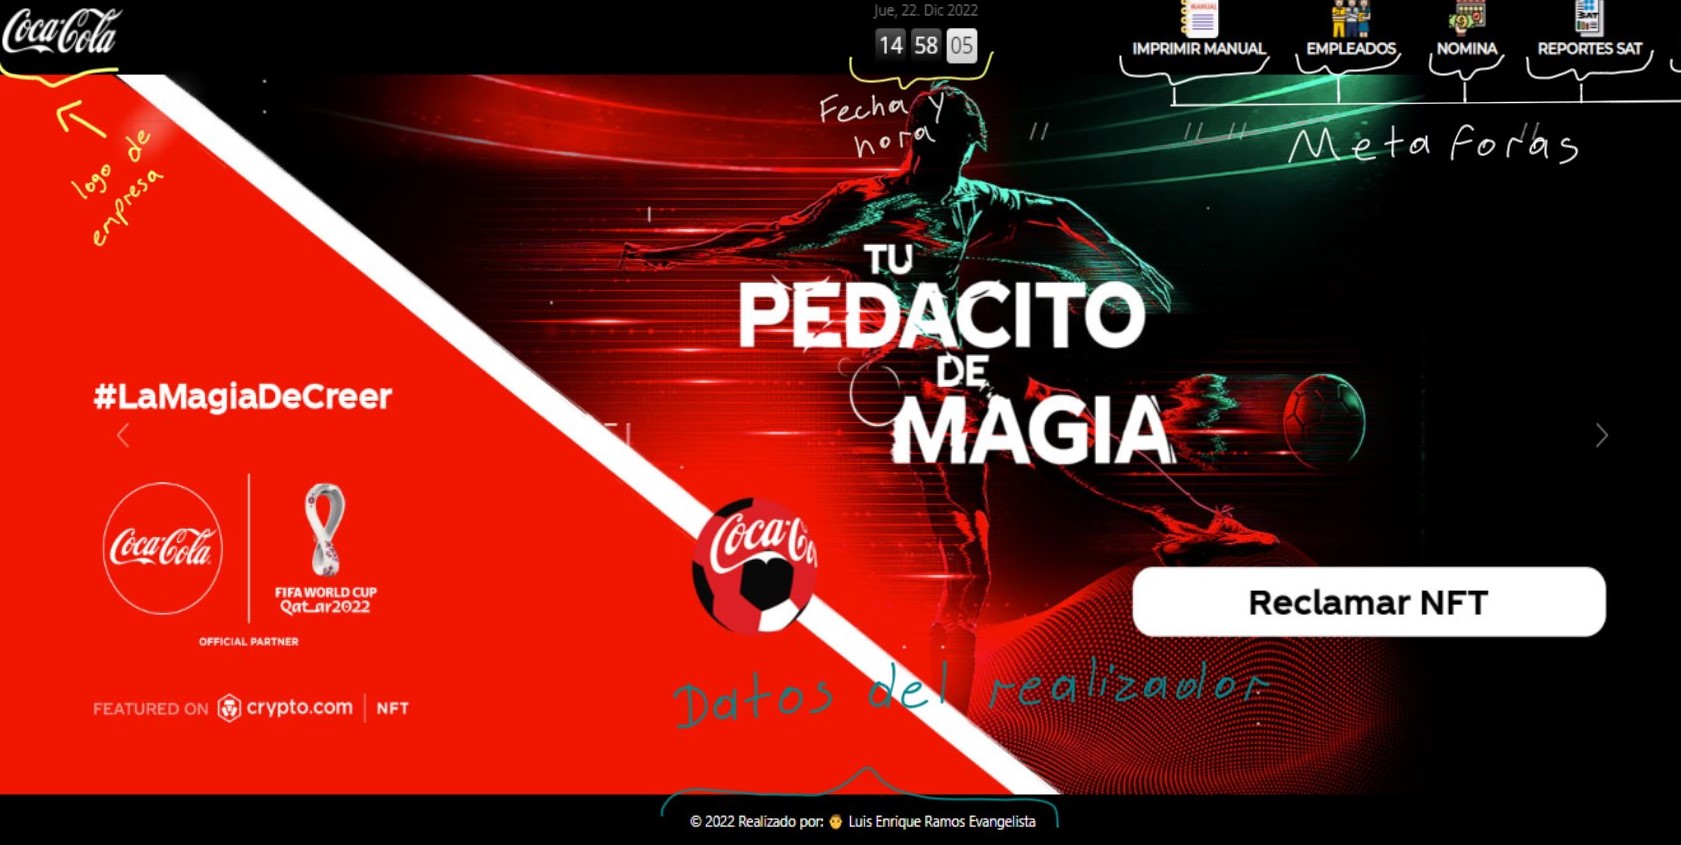 Coca-Cola
Jue, 22. Dic 2022
14 58 05
MANUAL
SAT
IMPRIMIR MANUAL
EMPLEADOS
NOMINA
REPORTES SAT
logo de
empresa
Fecha y
hora
Metaforas
TU
PEDACITO
DE
MAGIA
#LaMagiaDeCreer
Coca-Cola
FIFA WORLD CUP
Qatar2022
OFFICIAL PARTNER
Coca-Co
Reclamar NFT
FEATURED ON crypto.com | NFT
Datos del realizador
© 2022 Realizado por: 👨 Luis Enrique Ramos Evangelista